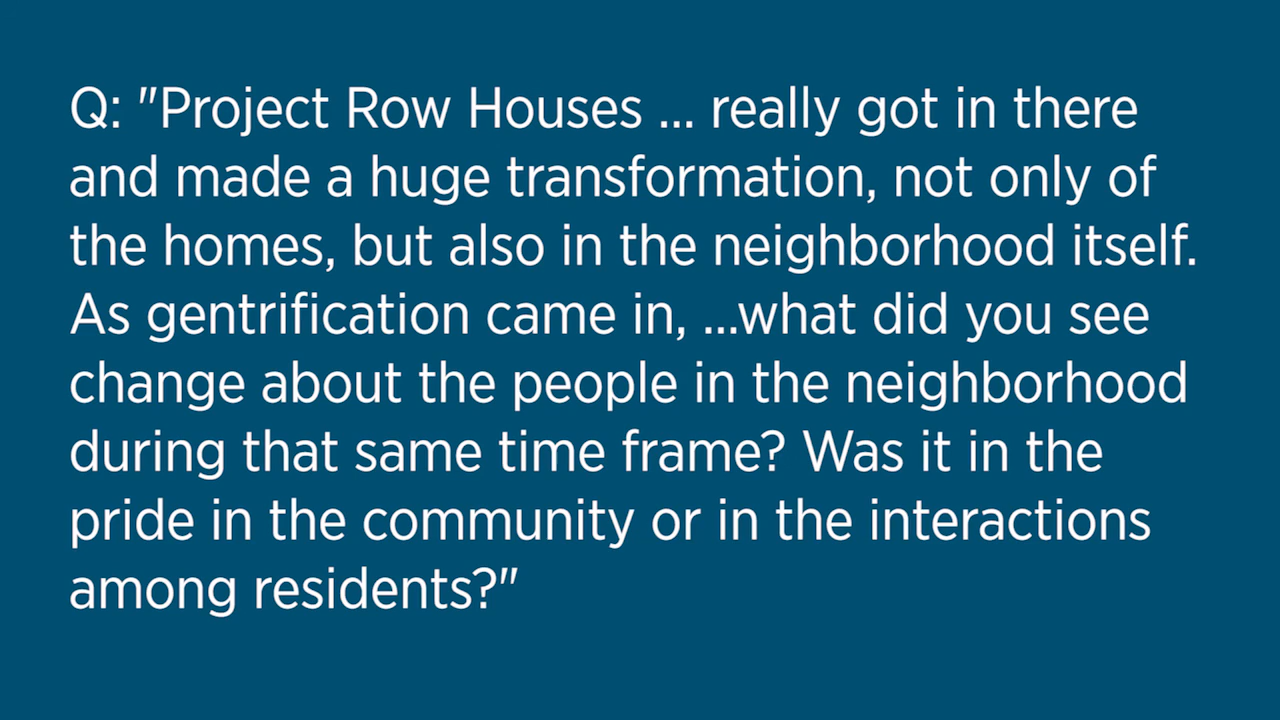 Q: "Project Row Houses ... really got in there
and made a huge transformation, not only of
the homes, but also in the neighborhood itself.
As gentrification came in, ...what did you see
change about the people in the neighborhood
during that same time frame? Was it in the
pride in the community or in the interactions
among residents?"